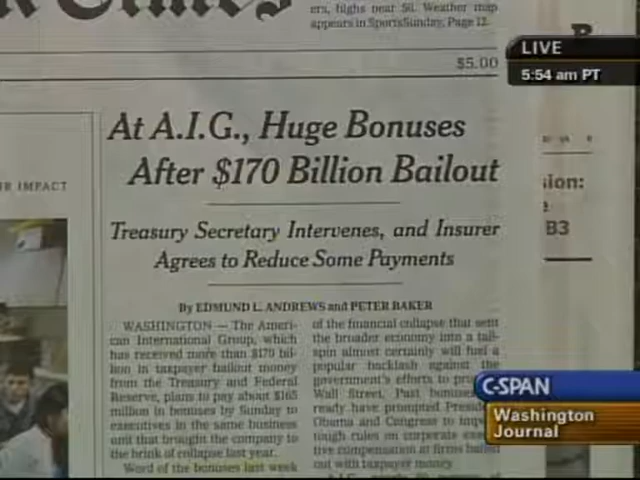 ers, highs near 50. Weather map
appears in SportsSunday, Page 12.
$5.00
LIVE
5:54 am PT
At A.I.G., Huge Bonuses
After $170 Billion Bailout
Treasury Secretary Intervenes, and Insurer
Agrees to Reduce Some Payments
By EDMUND L. ANDREWS and PETER BAKER
WASHINGTON — The Ameri-
can International Group, which
has received more than $170 bil-
lion in taxpayer bailout money
from the Treasury and Federal
Reserve, plans to pay about $165
million in bonuses by Sunday to
executives in the same business
unit that brought the company to
the brink of collapse last year.
Word of the bonuses last week
of the financial collapse that sent
the broader economy into a tail-
spin almost certainly will fuel a
popular backlash against the
government's efforts to
Wall Street. Past
ready have prompted
Obama and Congress to
tough rules on corporate
tive compensation at firms
out with taxpayer money.
R IMPACT
B3
C-SPAN
Washington
Journal